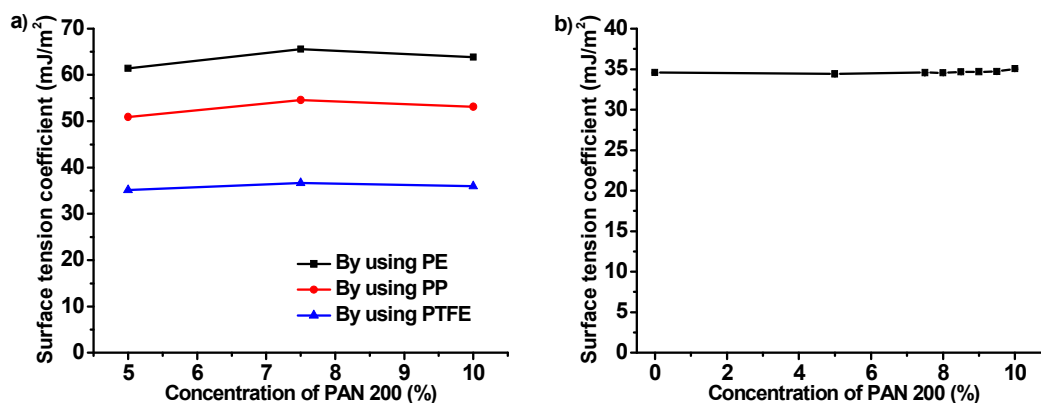 a)
Surface tension coefficient (mJ/m²)
70
60
50
40
30
20
10
0
By using PE
By using PP
By using PTFE
5 6 7 8 9 10
Concentration of PAN 200 (%)
b)
Surface tension coefficient (mJ/m²)
40
35
30
25
20
15
10
5
0
0 2 4 6 8 10
Concentration of PAN 200 (%)